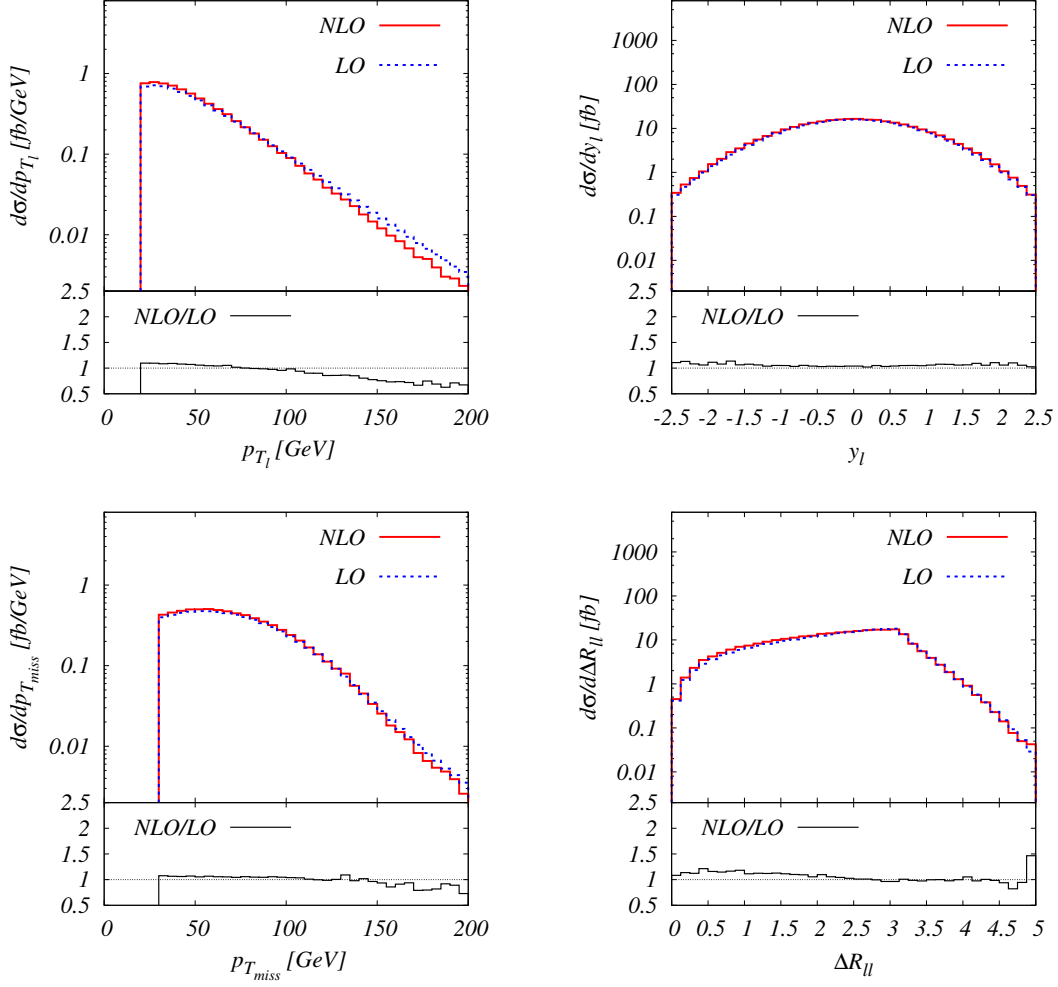 NLO
LO
dσ/dp_{T_l} [fb/GeV]
1
0.1
0.01
2.5
NLO/LO
2
1.5
1
0.5
0 50 100 150 200
p_{T_l} [GeV]
NLO
LO
dσ/dy_l [fb]
1000
100
10
1
0.1
0.01
2.5
NLO/LO
2
1.5
1
0.5
-2.5 -2 -1.5 -1 -0.5 0 0.5 1 1.5 2 2.5
y_l
NLO
LO
dσ/dp_{T_{miss}} [fb/GeV]
1
0.1
0.01
2.5
NLO/LO
2
1.5
1
0.5
0 50 100 150 200
p_{T_{miss}} [GeV]
NLO
LO
dσ/dΔR_{ll} [fb]
1000
100
10
1
0.1
0.01
2.5
NLO/LO
2
1.5
1
0.5
0 0.5 1 1.5 2 2.5 3 3.5 4 4.5 5
ΔR_{ll}